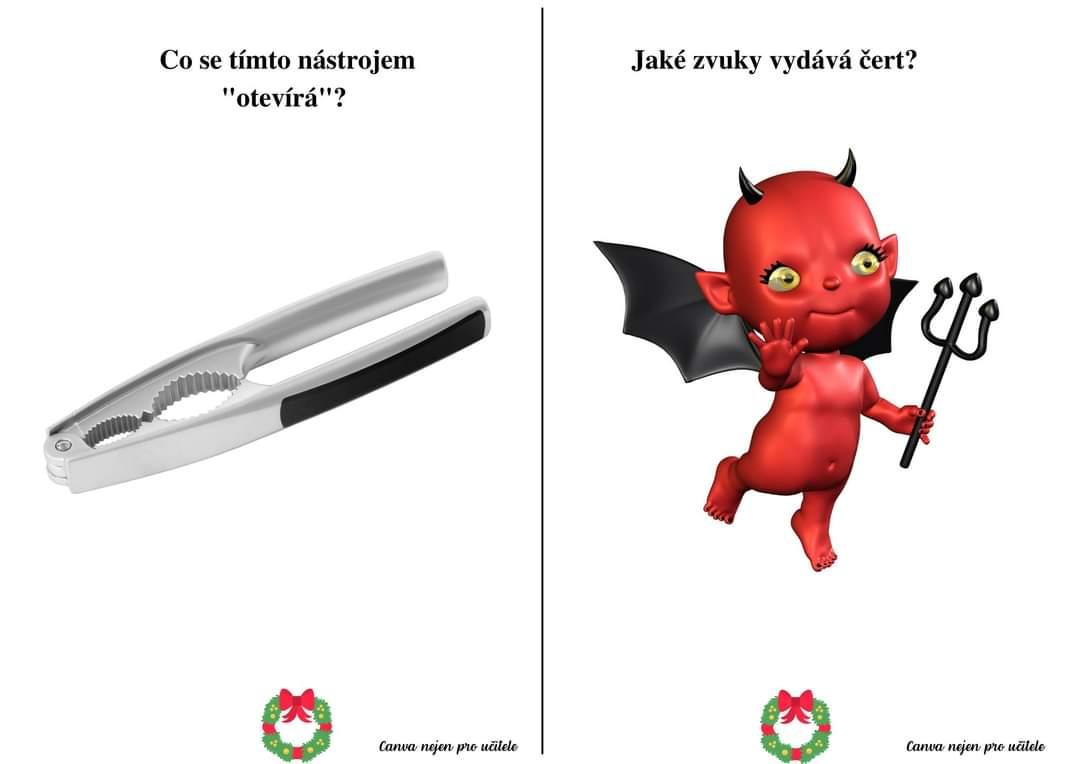 Co se tímto nástrojem
"otevírá"?
Canva nejen pro učitele
Jaké zvuky vydává čert?
Canva nejen pro učitele